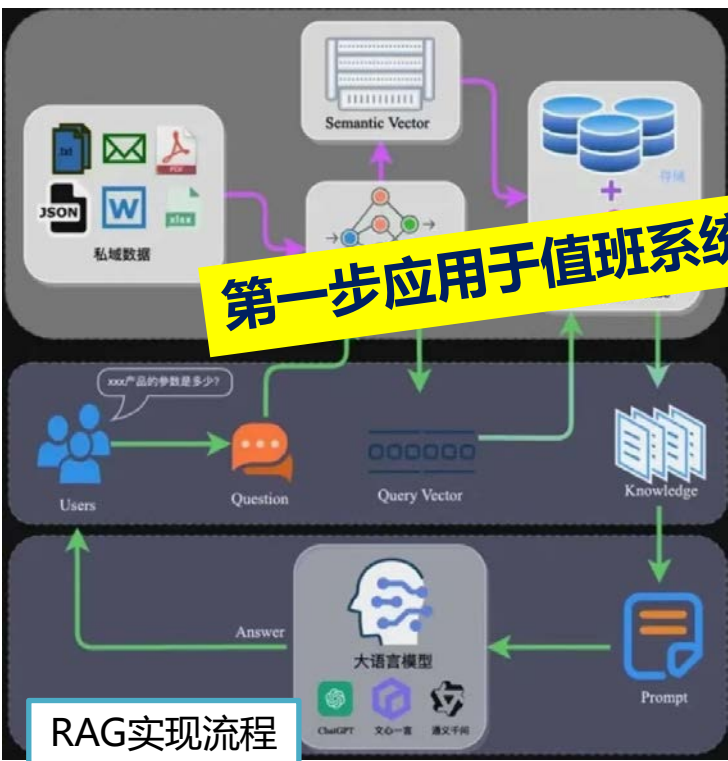 Semantic Vector
.txt
PDF
JSON
W
xlsx
私域数据
存储
+
第一步应用于值班系统
xxx产品的参数是多少?
Users
Question
Query Vector
Knowledge
Answer
大语言模型
ChatGPT
文心一言
通义千问
Prompt
RAG实现流程